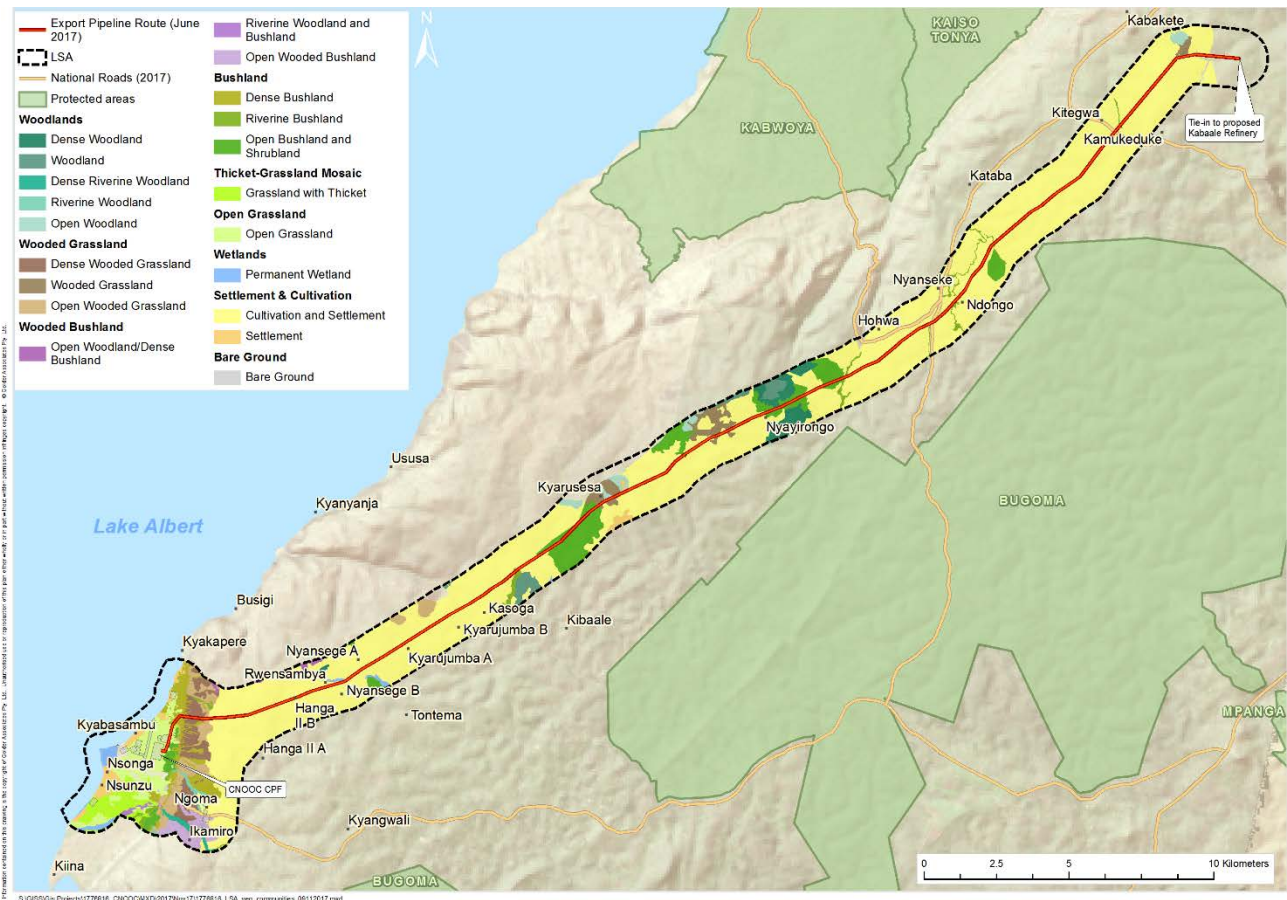 Export Pipeline Route (June
2017)
LSA
National Roads (2017)
Protected areas
Woodlands
Dense Woodland
Woodland
Dense Riverine Woodland
Riverine Woodland
Open Woodland
Wooded Grassland
Dense Wooded Grassland
Wooded Grassland
Open Wooded Grassland
Wooded Bushland
Open Woodland/Dense
Bushland
Riverine Woodland and
Bushland
Open Wooded Bushland
Bushland
Dense Bushland
Riverine Bushland
Open Bushland and
Shrubland
Thicket-Grassland Mosaic
Grassland with Thicket
Open Grassland
Open Grassland
Wetlands
Permanent Wetland
Settlement & Cultivation
Cultivation and Settlement
Settlement
Bare Ground
Bare Ground
N
KAISO
TONYA
Kabakete
KABWOYA
Kitegwa
Tie-in to proposed
Kabaale Refinery
Kamukeduke
Kataba
Nyanseke
Ndongo
Hohwa
Nyayirongo
Ususa
Kyarusesa
Kyanyanja
BUGOMA
Lake Albert
Busigi
Kasoga
Kibaale
Kyarujumba B
Kyakapere
Nyansege A
Kyarujumba A
Rwensambya
Nyansege B
Hanga
II B
Tontema
MPANGA
Kyabasambu
Hanga II A
Nsonga
CNOOC CPF
Nsunzu
Ngoma
Kyangwali
Ikamiro
Kiina
BUGOMA
0 2.5 5 10 Kilometers